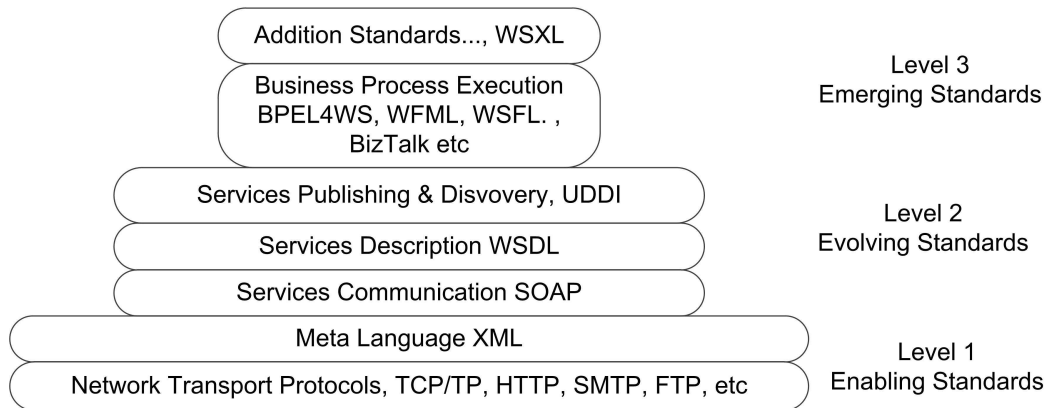 Addition Standards..., WSXL
Business Process Execution
BPEL4WS, WFML, WSFL. ,
BizTalk etc
Level 3
Emerging Standards
Services Publishing & Disvovery, UDDI
Services Description WSDL
Services Communication SOAP
Level 2
Evolving Standards
Meta Language XML
Network Transport Protocols, TCP/TP, HTTP, SMTP, FTP, etc
Level 1
Enabling Standards